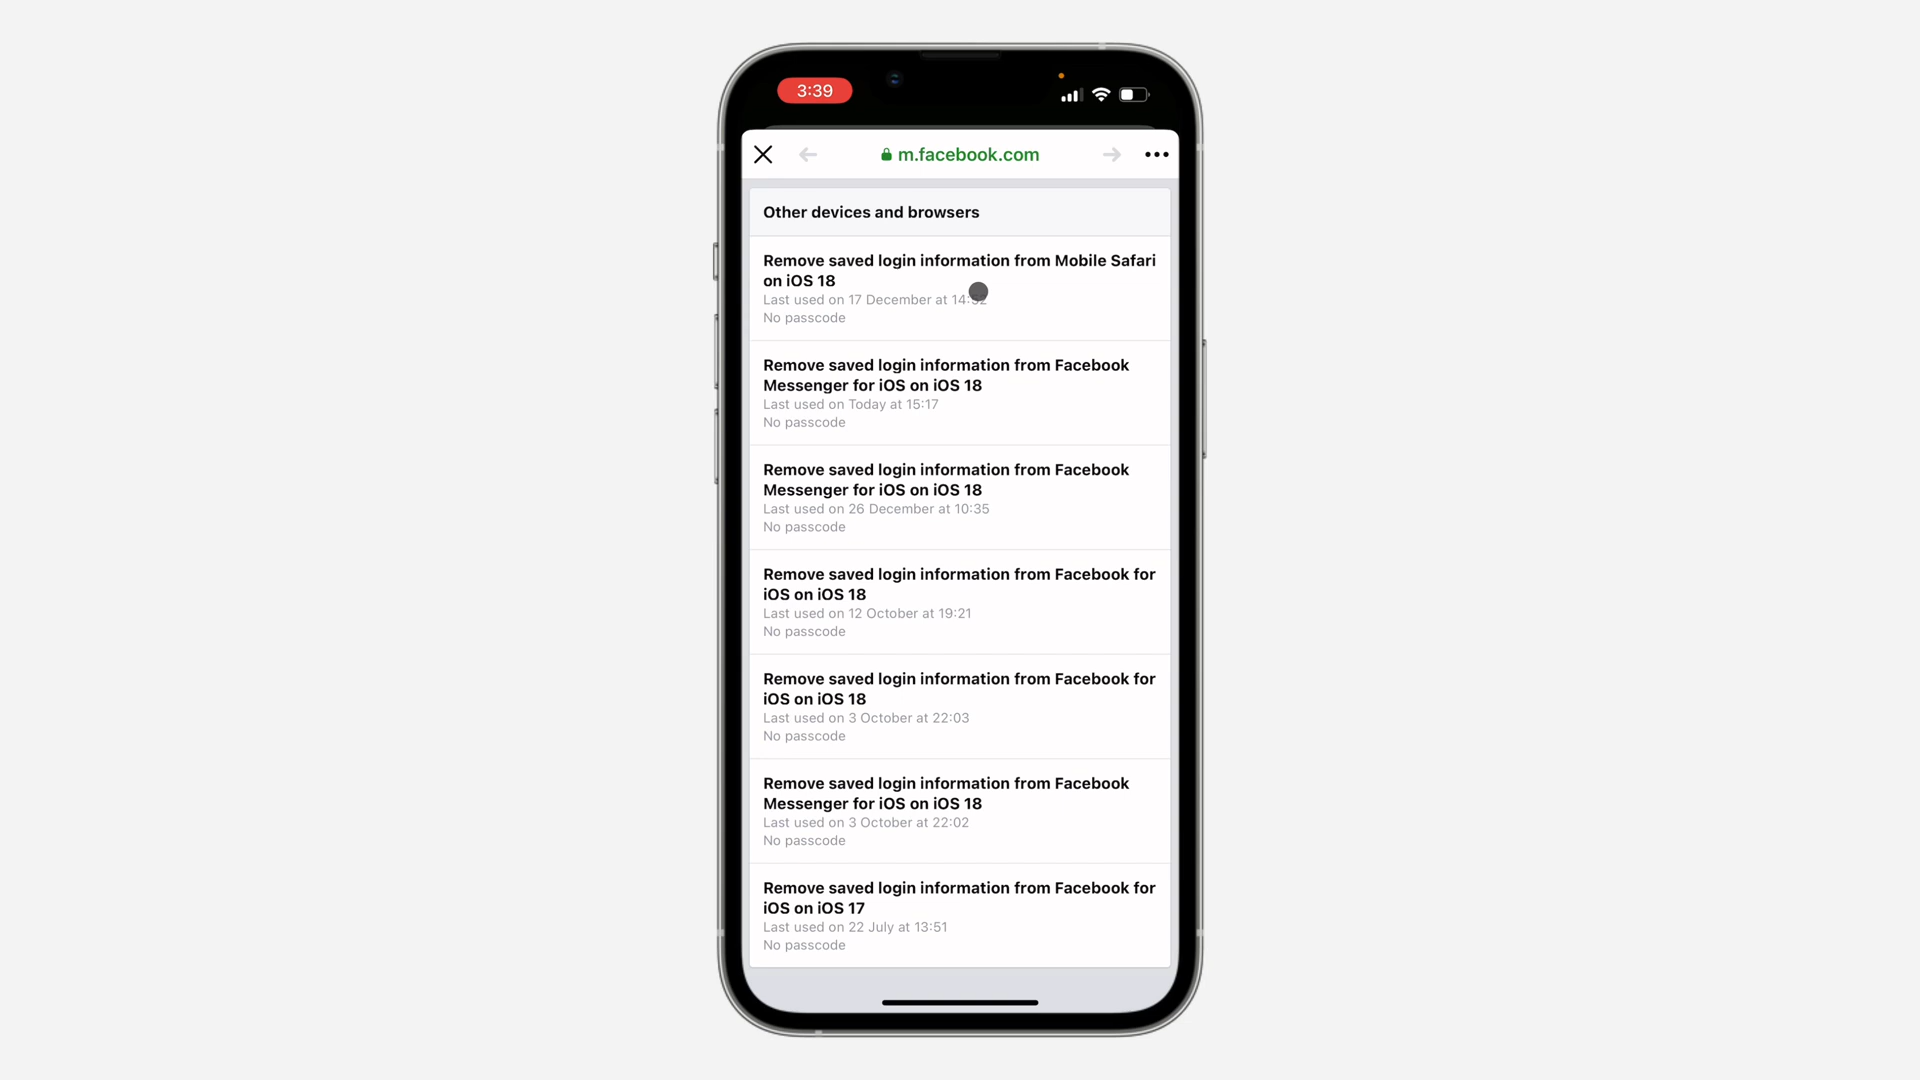 3:39
m.facebook.com
Other devices and browsers
Remove saved login information from Mobile Safari
on iOS 18
Last used on 17 December at
No passcode
Remove saved login information from Facebook
Messenger for iOS on iOS 18
Last used on Today at 15:17
No passcode
Remove saved login information from Facebook
Messenger for iOS on iOS 18
Last used on 26 December at 10:35
No passcode
Remove saved login information from Facebook for
iOS on iOS 18
Last used on 12 October at 19:21
No passcode
Remove saved login information from Facebook for
iOS on iOS 18
Last used on 3 October at 22:03
No passcode
Remove saved login information from Facebook
Messenger for iOS on iOS 18
Last used on 3 October at 22:02
No passcode
Remove saved login information from Facebook for
iOS on iOS 17
Last used on 22 July at 13:51
No passcode